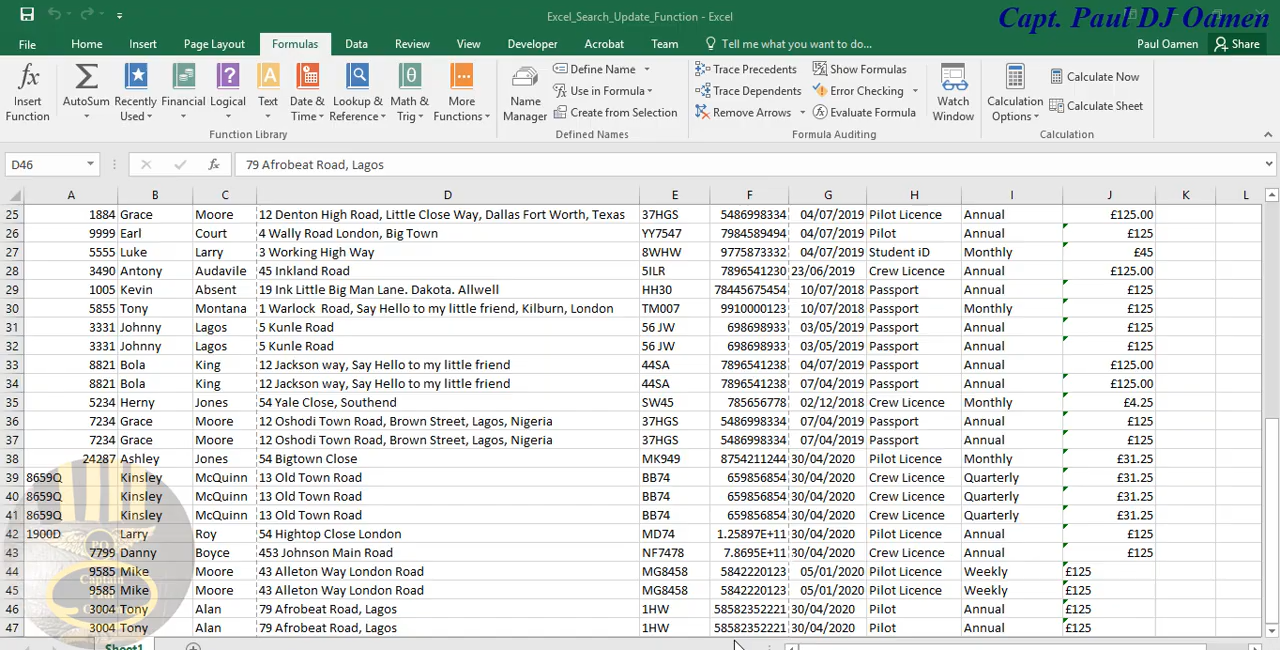 Excel_Search_Update_Function - Excel
Capt. Paul DJ Oamen
File Home Insert Page Layout Formulas Data Review View Developer Acrobat Team Tell me what you want to do... Paul Oamen Share
Insert Function AutoSum Recently Used Financial Logical Text Date & Time Lookup & Reference Math & Trig More Functions
Function Library
Name Manager Define Name Use in Formula Create from Selection
Defined Names
Trace Precedents Trace Dependents Remove Arrows Show Formulas Error Checking Evaluate Formula
Formula Auditing
Watch Window
Calculation Options Calculate Now Calculate Sheet
Calculation
D46 fx 79 Afrobeat Road, Lagos
A B C D E F G H I J K L
25 1884 Grace Moore 12 Denton High Road, Little Close Way, Dallas Fort Worth, Texas 37HGS 5486998334 04/07/2019 Pilot Licence Annual £125.00
26 9999 Earl Court 4 Wally Road London, Big Town YY7547 7984589494 04/07/2019 Pilot Annual £125
27 5555 Luke Larry 3 Working High Way 8WHW 9775873332 04/07/2019 Student iD Monthly £45
28 3490 Antony Audavile 45 Inkland Road 5ILR 7896541230 23/06/2019 Crew Licence Annual £125.00
29 1005 Kevin Absent 19 Ink Little Big Man Lane. Dakota. Allwell HH30 78445675454 10/07/2018 Passport Annual £125
30 5855 Tony Montana 1 Warlock Road, Say Hello to my little friend, Kilburn, London TM007 9910000123 10/07/2018 Passport Monthly £125
31 3331 Johnny Lagos 5 Kunle Road 56 JW 698698933 03/05/2019 Passport Annual £125
32 3331 Johnny Lagos 5 Kunle Road 56 JW 698698933 03/05/2019 Passport Annual £125
33 8821 Bola King 12 Jackson way, Say Hello to my little friend 44SA 7896541238 07/04/2019 Passport Annual £125.00
34 8821 Bola King 12 Jackson way, Say Hello to my little friend 44SA 7896541238 07/04/2019 Passport Annual £125.00
35 5234 Herny Jones 54 Yale Close, Southend SW45 785656778 02/12/2018 Crew Licence Monthly £4.25
36 7234 Grace Moore 12 Oshodi Town Road, Brown Street, Lagos, Nigeria 37HGS 5486998334 07/04/2019 Passport Annual £125
37 7234 Grace Moore 12 Oshodi Town Road, Brown Street, Lagos, Nigeria 37HGS 5486998334 07/04/2019 Passport Annual £125
38 24287 Ashley Jones 54 Bigtown Close MK949 8754211244 30/04/2020 Pilot Licence Monthly £31.25
39 8659Q Kinsley McQuinn 13 Old Town Road BB74 659856854 30/04/2020 Crew Licence Quarterly £31.25
40 8659Q Kinsley McQuinn 13 Old Town Road BB74 659856854 30/04/2020 Crew Licence Quarterly £31.25
41 8659Q Kinsley McQuinn 13 Old Town Road BB74 659856854 30/04/2020 Crew Licence Quarterly £31.25
42 1900D Larry Roy 54 Hightop Close London MD74 1.25897E+11 30/04/2020 Pilot Licence Annual £125
43 7799 Danny Boyce 453 Johnson Main Road NF7478 7.8695E+11 30/04/2020 Crew Licence Annual £125
44 9585 Mike Moore 43 Alleton Way London Road MG8458 5842220123 05/01/2020 Pilot Licence Weekly £125
45 9585 Mike Moore 43 Alleton Way London Road MG8458 5842220123 05/01/2020 Pilot Licence Weekly £125
46 3004 Tony Alan 79 Afrobeat Road, Lagos 1HW 58582352221 30/04/2020 Pilot Annual £125
47 3004 Tony Alan 79 Afrobeat Road, Lagos 1HW 58582352221 30/04/2020 Pilot Annual £125
Sheet1